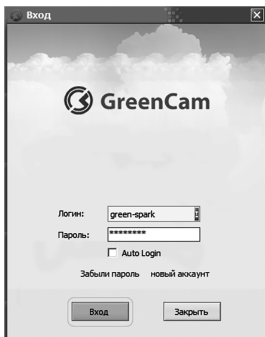 Вход
GreenCam
Логин: green-spark
Пароль: ********
Auto Login
Забыли пароль новый аккаунт
Вход Закрыть